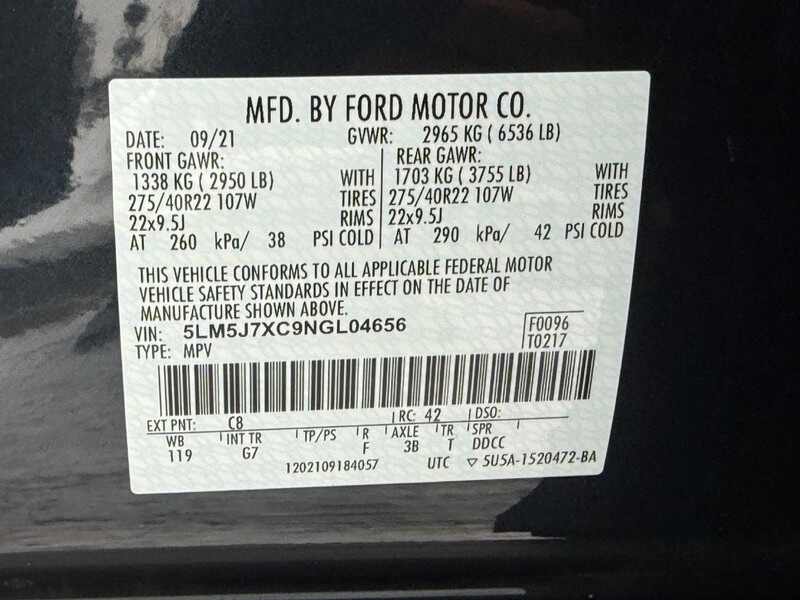 MFD. BY FORD MOTOR CO.
DATE: 09/21 GVWR: 2965 KG ( 6536 LB)
FRONT GAWR: REAR GAWR:
1338 KG ( 2950 LB) WITH 1703 KG ( 3755 LB) WITH
275/40R22 107W TIRES 275/40R22 107W TIRES
22x9.5J RIMS 22x9.5J RIMS
AT 260 kPa/ 38 PSI COLD AT 290 kPa/ 42 PSI COLD
THIS VEHICLE CONFORMS TO ALL APPLICABLE FEDERAL MOTOR
VEHICLE SAFETY STANDARDS IN EFFECT ON THE DATE OF
MANUFACTURE SHOWN ABOVE.
VIN: 5LM5J7XC9NGL04656 F0096
TYPE: MPV T0217
EXT PNT: C8 RC: 42 DSO:
WB INT TR TP/PS R AXLE TR SPR
119 G7 F 3B T DDCC
1202109184057 UTC ▽ 5U5A-1520472-BA